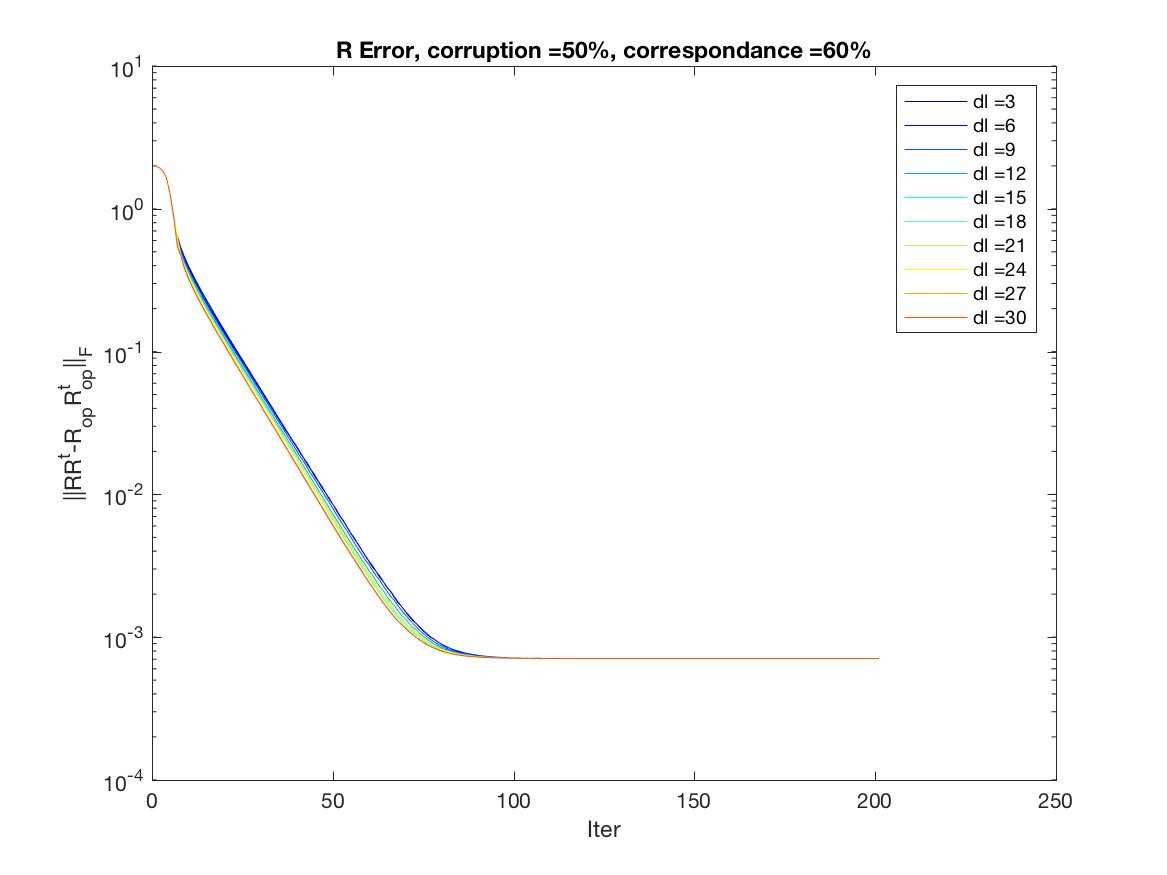 R Error, corruption =50%, correspondance =60%
10^1
10^0
10^-1
10^-2
10^-3
10^-4
||RR^t-R_op R^t_op||_F
0 50 100 150 200 250
Iter
dl =3
dl =6
dl =9
dl =12
dl =15
dl =18
dl =21
dl =24
dl =27
dl =30